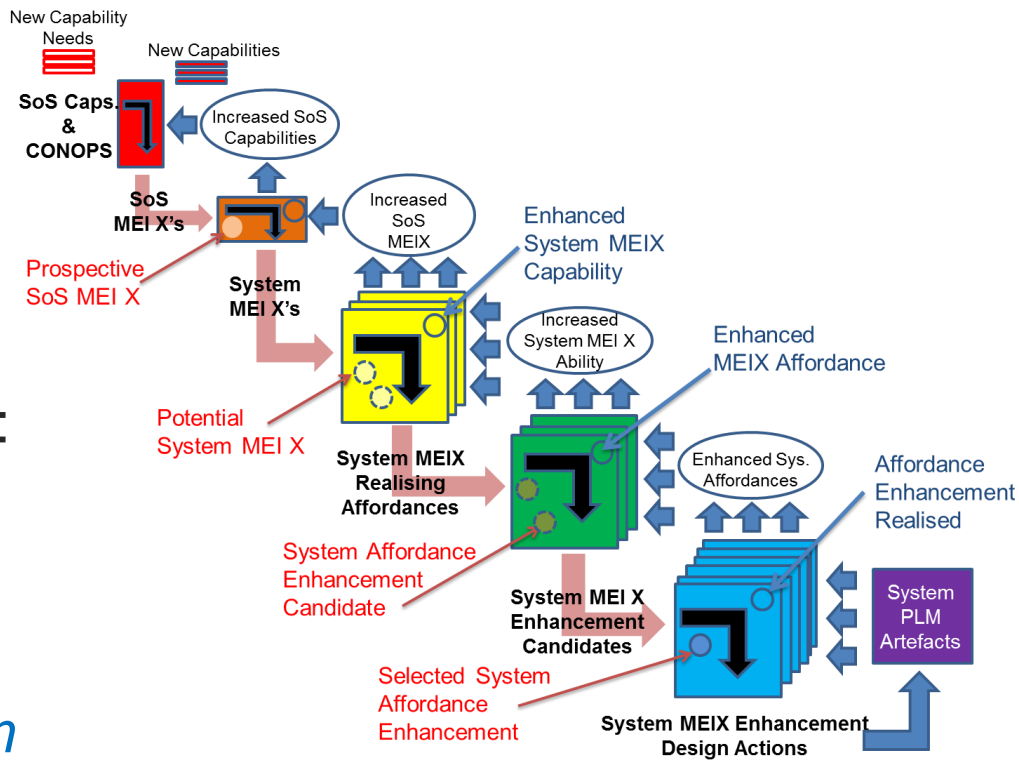 New Capability
Needs
New Capabilities
SoS Caps.
&
CONOPS
Increased SoS
Capabilities
SoS
MEI X's
Increased
SoS
MEIX
Enhanced
System MEIX
Capability
Prospective
SoS MEI X
System
MEI X's
Increased
System MEI X
Ability
Enhanced
MEIX Affordance
:
Potential
System MEI X
System MEIX
Realising
Affordances
Enhanced Sys.
Affordances
Affordance
Enhancement
Realised
System Affordance
Enhancement
Candidate
System MEI X
Enhancement
Candidates
System
PLM
Artefacts
Selected System
Affordance
Enhancement
System MEIX Enhancement
Design Actions
n